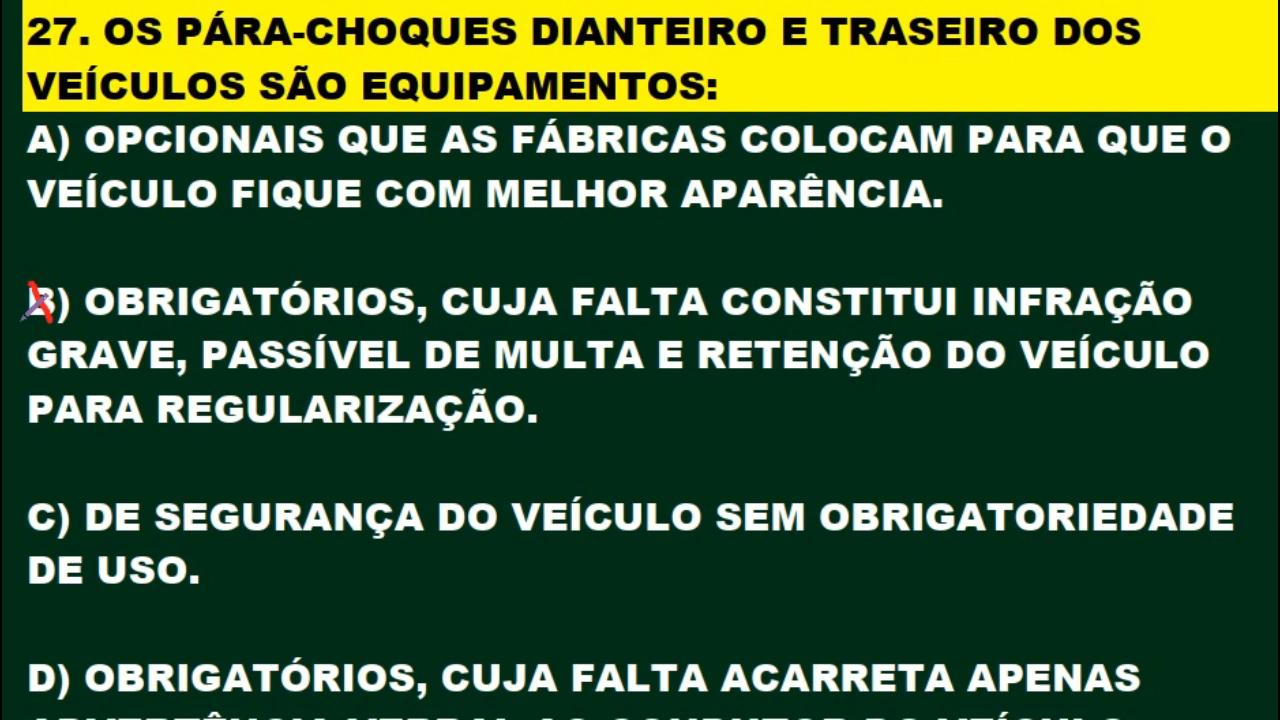 27. OS PÁRA-CHOQUES DIANTEIRO E TRASEIRO DOS
VEÍCULOS SÃO EQUIPAMENTOS:
A) OPCIONAIS QUE AS FÁBRICAS COLOCAM PARA QUE O
VEÍCULO FIQUE COM MELHOR APARÊNCIA.
B) OBRIGATÓRIOS, CUJA FALTA CONSTITUI INFRAÇÃO
GRAVE, PASSÍVEL DE MULTA E RETENÇÃO DO VEÍCULO
PARA REGULARIZAÇÃO.
C) DE SEGURANÇA DO VEÍCULO SEM OBRIGATORIEDADE
DE USO.
D) OBRIGATÓRIOS, CUJA FALTA ACARRETA APENAS